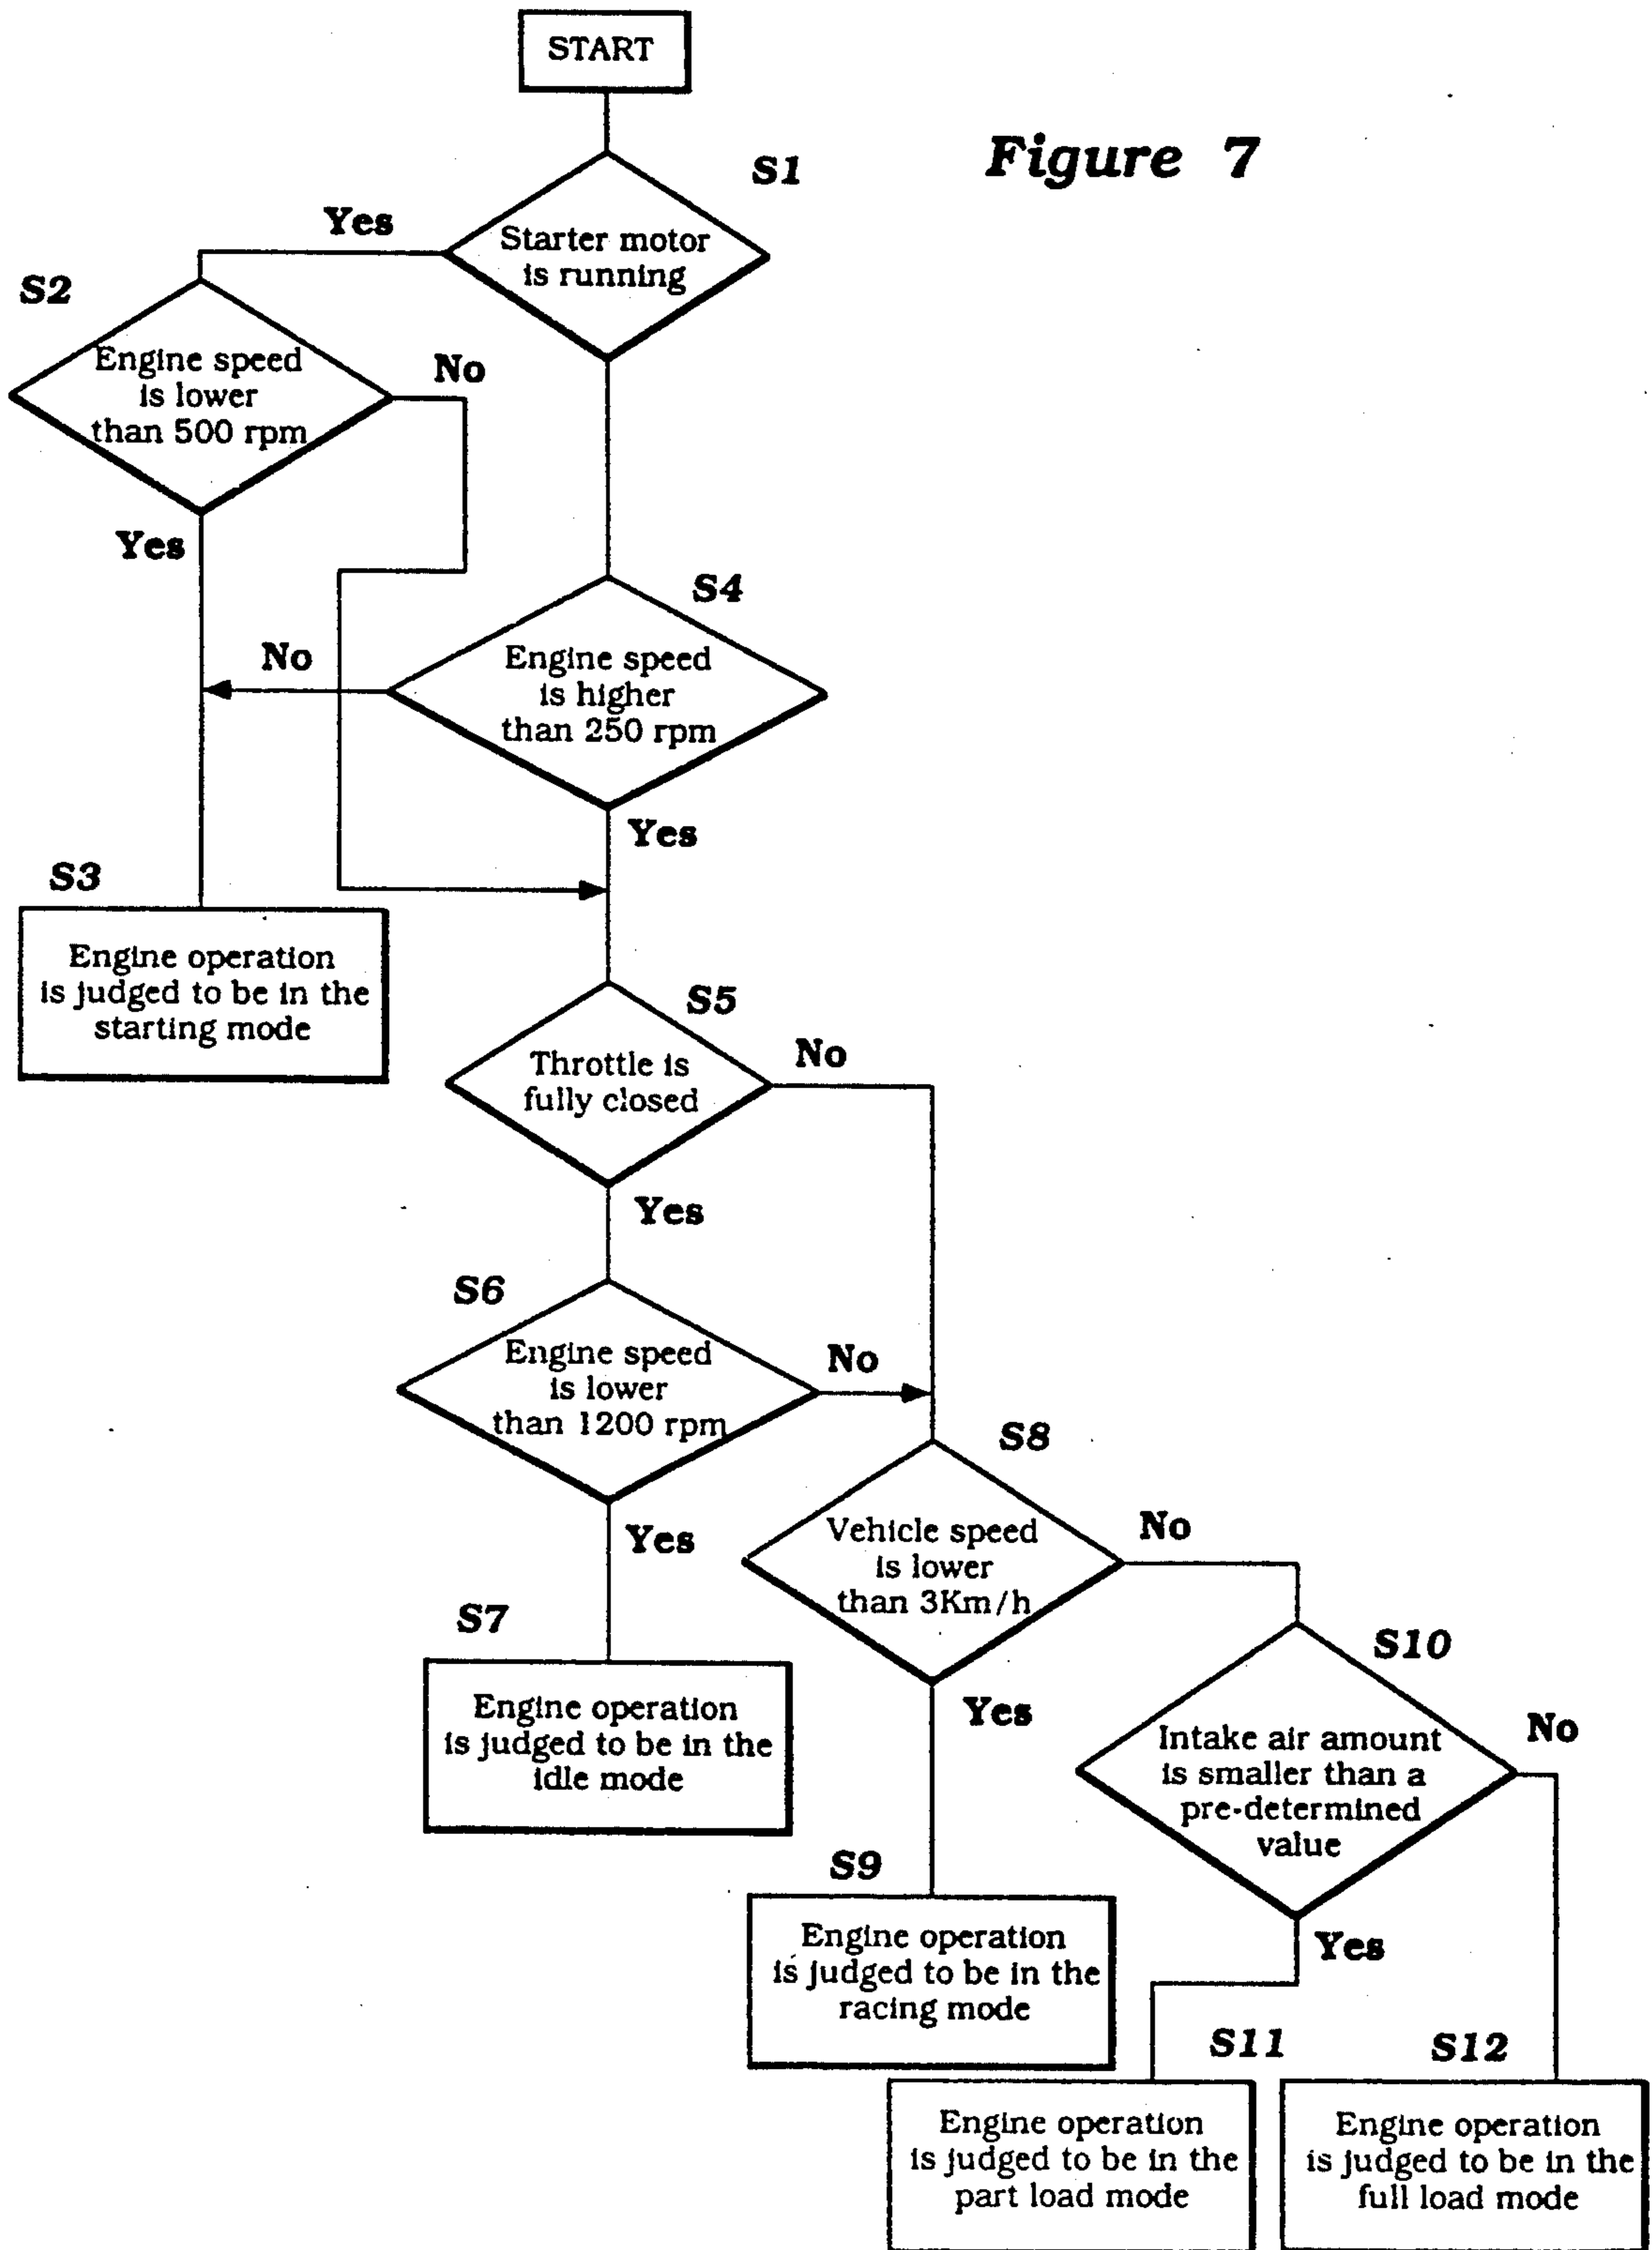 START
Figure 7
S1
Yes
Starter motor
is running
S2
Engine speed
is lower
than 500 rpm
No
Yes
S4
No
Engine speed
is higher
than 250 rpm
Yes
S3
Engine operation
is judged to be in the
starting mode
S5
Throttle is
fully closed
No
Yes
S6
Engine speed
is lower
than 1200 rpm
No
S8
Yes
Vehicle speed
is lower
than 3Km/h
No
S7
Engine operation
is judged to be in the
idle mode
Yes
S10
Intake air amount
is smaller than a
pre-determined
value
No
S9
Engine operation
is judged to be in the
racing mode
Yes
S11
Engine operation
is judged to be in the
part load mode
S12
Engine operation
is judged to be in the
full load mode